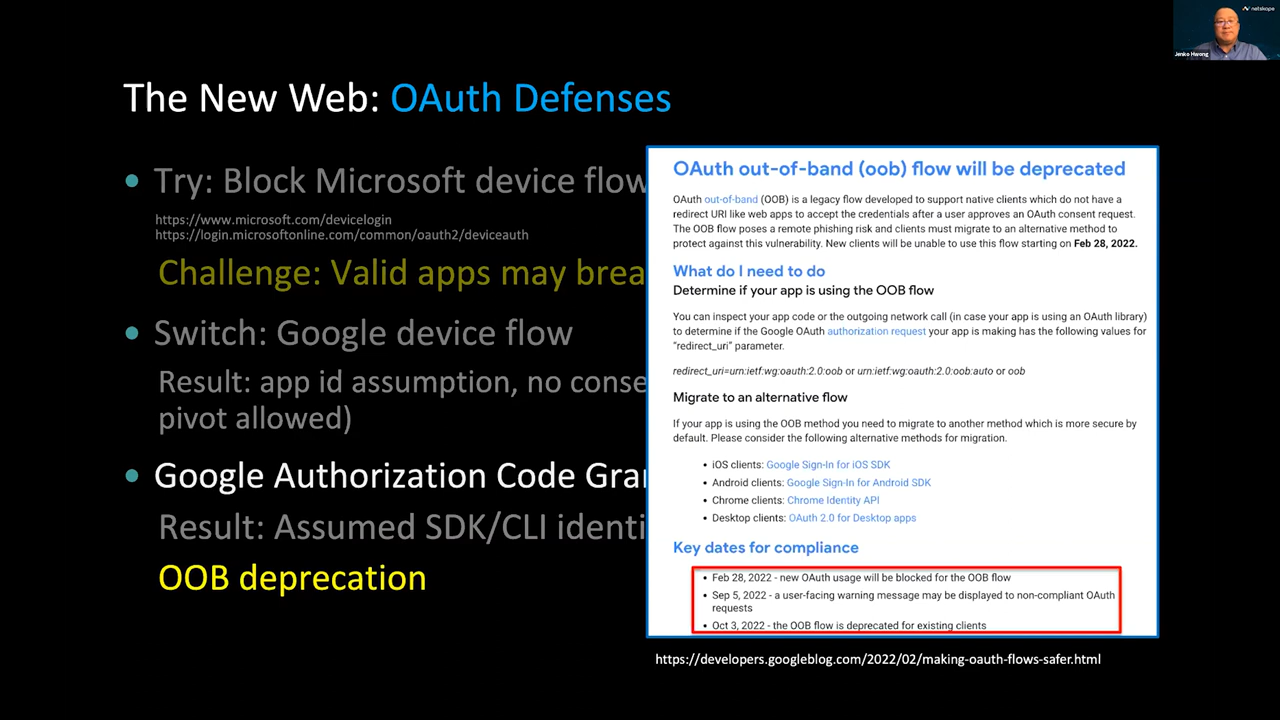 netskope
Jenko Hwong
The New Web: OAuth Defenses
• Try: Block Microsoft device flow
https://www.microsoft.com/devicelogin
https://login.microsoftonline.com/common/oauth2/deviceauth
Challenge: Valid apps may brea
• Switch: Google device flow
Result: app id assumption, no conse
pivot allowed)
• Google Authorization Code Gra
Result: Assumed SDK/CLI identi
OOB deprecation
OAuth out-of-band (oob) flow will be deprecated
OAuth out-of-band (OOB) is a legacy flow developed to support native clients which do not have a
redirect URI like web apps to accept the credentials after a user approves an OAuth consent request.
The OOB flow poses a remote phishing risk and clients must migrate to an alternative method to
protect against this vulnerability. New clients will be unable to use this flow starting on Feb 28, 2022.
What do I need to do
Determine if your app is using the OOB flow
You can inspect your app code or the outgoing network call (in case your app is using an OAuth library)
to determine if the Google OAuth authorization request your app is making has the following values for
"redirect_uri" parameter.
redirect_uri=urn:ietf:wg:oauth:2.0:oob or urn:ietf:wg:oauth:2.0:oob:auto or oob
Migrate to an alternative flow
If your app is using the OOB method you need to migrate to another method which is more secure by
default. Please consider the following alternative methods for migration.
• iOS clients: Google Sign-In for iOS SDK
• Android clients: Google Sign-In for Android SDK
• Chrome clients: Chrome Identity API
• Desktop clients: OAuth 2.0 for Desktop apps
Key dates for compliance
• Feb 28, 2022 - new OAuth usage will be blocked for the OOB flow
• Sep 5, 2022 - a user-facing warning message may be displayed to non-compliant OAuth
requests
• Oct 3, 2022 - the OOB flow is deprecated for existing clients
https://developers.googleblog.com/2022/02/making-oauth-flows-safer.html